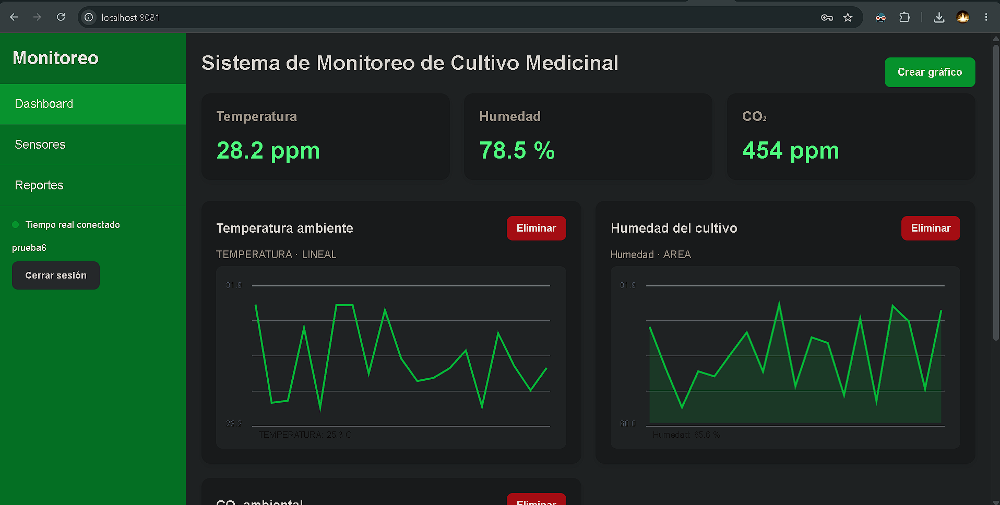 localhost:8081
Monitoreo
Dashboard
Sensores
Reportes
Tiempo real conectado
prueba6
Cerrar sesión
Sistema de Monitoreo de Cultivo Medicinal
Crear gráfico
Temperatura
28.2 ppm
Humedad
78.5 %
CO₂
454 ppm
Temperatura ambiente
Eliminar
TEMPERATURA · LINEAL
31.9
23.2
TEMPERATURA: 25.3 C
Humedad del cultivo
Eliminar
Humedad · AREA
81.9
60.0
Humedad: 65.6 %
CO₂ ambiental
Eliminar